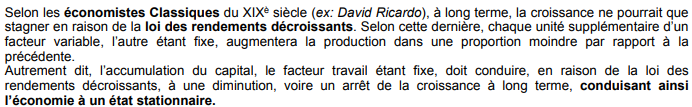 Selon les économistes Classiques du XIXè siècle (ex: David Ricardo), à long terme, la croissance ne pourrait que
stagner en raison de la loi des rendements décroissants. Selon cette dernière, chaque unité supplémentaire d’un
facteur variable, l’autre étant fixe, augmentera la production dans une proportion moindre par rapport à la
précédente.
Autrement dit, l’accumulation du capital, le facteur travail étant fixe, doit conduire, en raison de la loi des
rendements décroissants, à une diminution, voire un arrêt de la croissance à long terme, conduisant ainsi
l’économie à un état stationnaire.